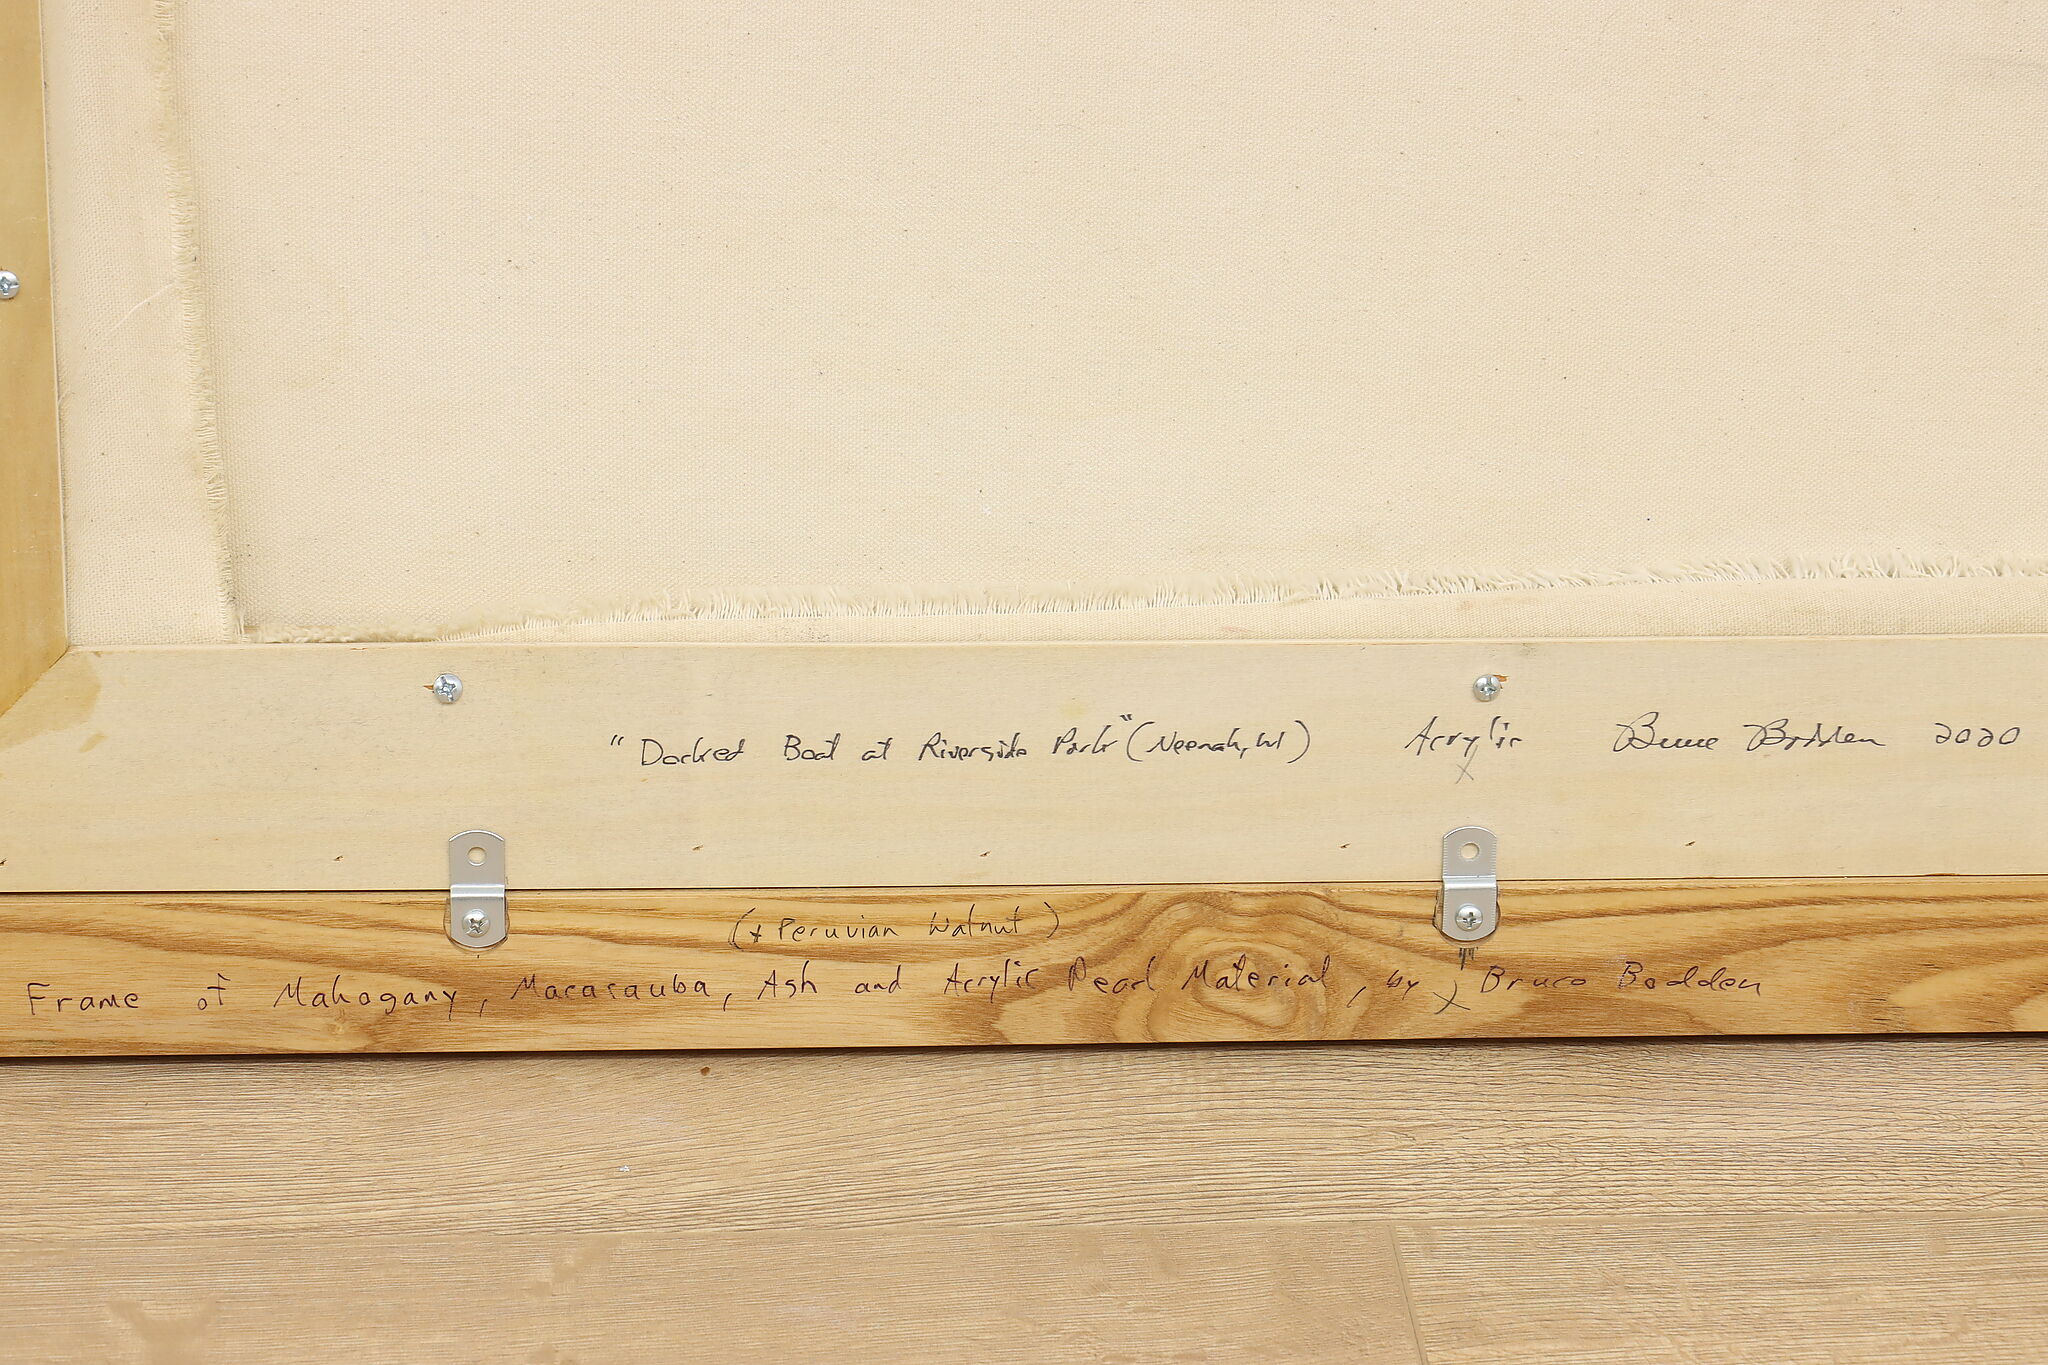 "Docked Boat at Riverside Park" (Neenah, WI) Acrylic Bruce Bodden 2020
(+ Peruvian Walnut)
Frame of Mahogany, Macacauba, Ash and Acrylic Pearl Material, by Bruce Bodden